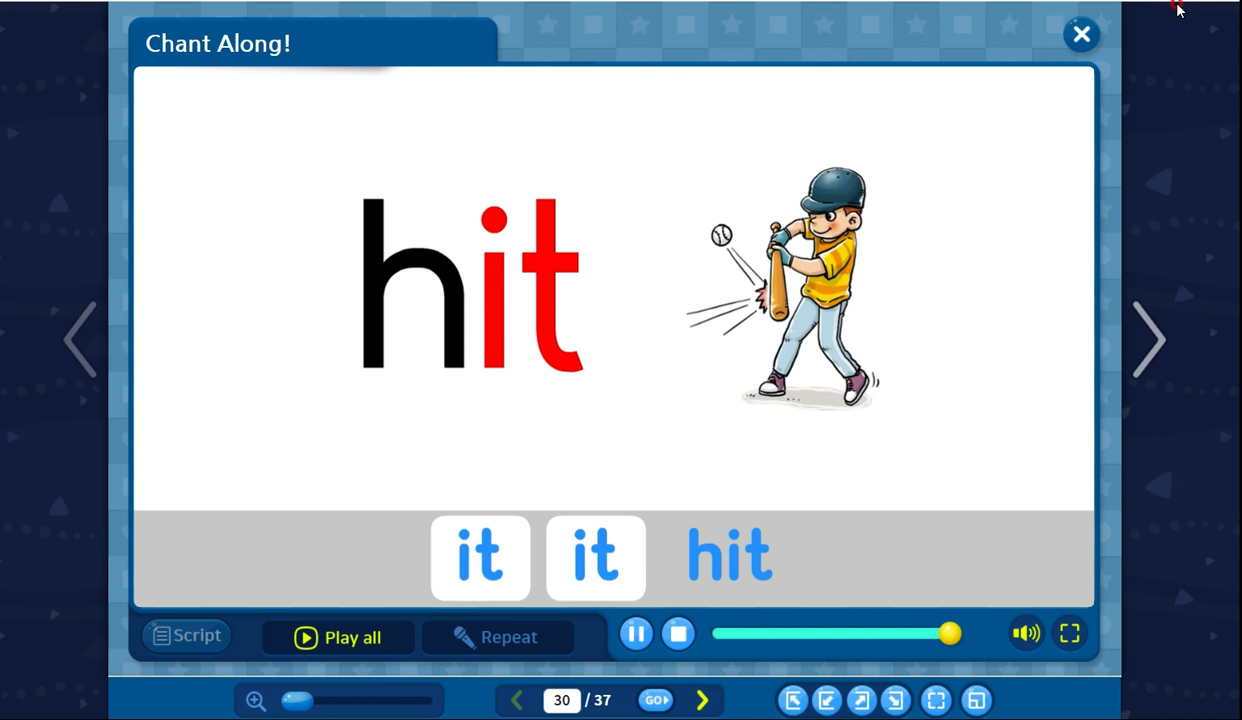 Chant Along!
hit
it it hit
Script Play all Repeat
30 / 37 GO